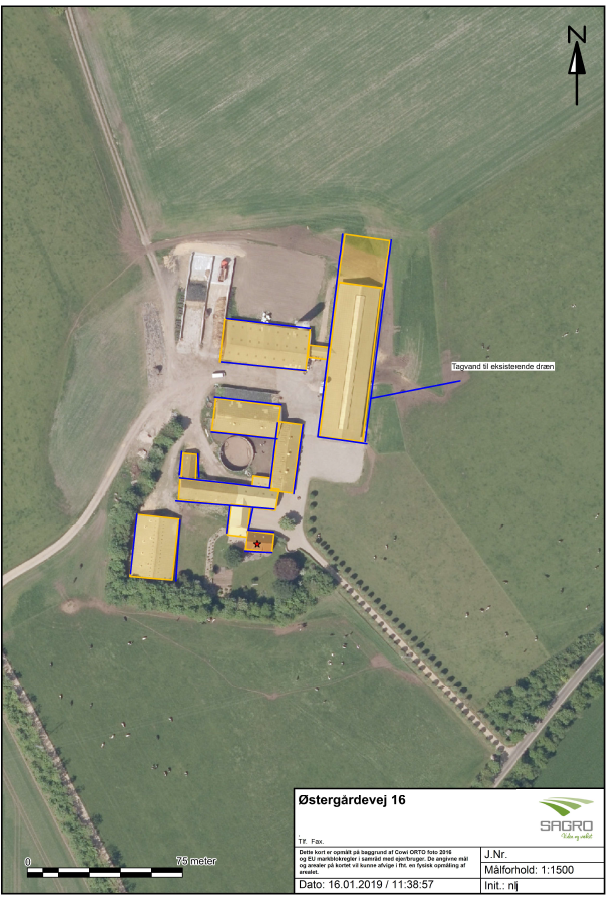 N
Tagvand til eksisterende dræn
0 75 meter
Østergårdevej 16
SAGRO
Viden og vækst
,
Tlf. Fax.
Dette kort er opmålt på baggrund af Cowi ORTO foto 2016
og EU markblokregler i samråd med ejer/bruger. De angivne mål
og arealer på kortet vil kunne afvige i fht. en fysisk opmåling af
arealet.
J.Nr.
Målforhold: 1:1500
Dato: 16.01.2019 / 11:38:57
Init.: nlj